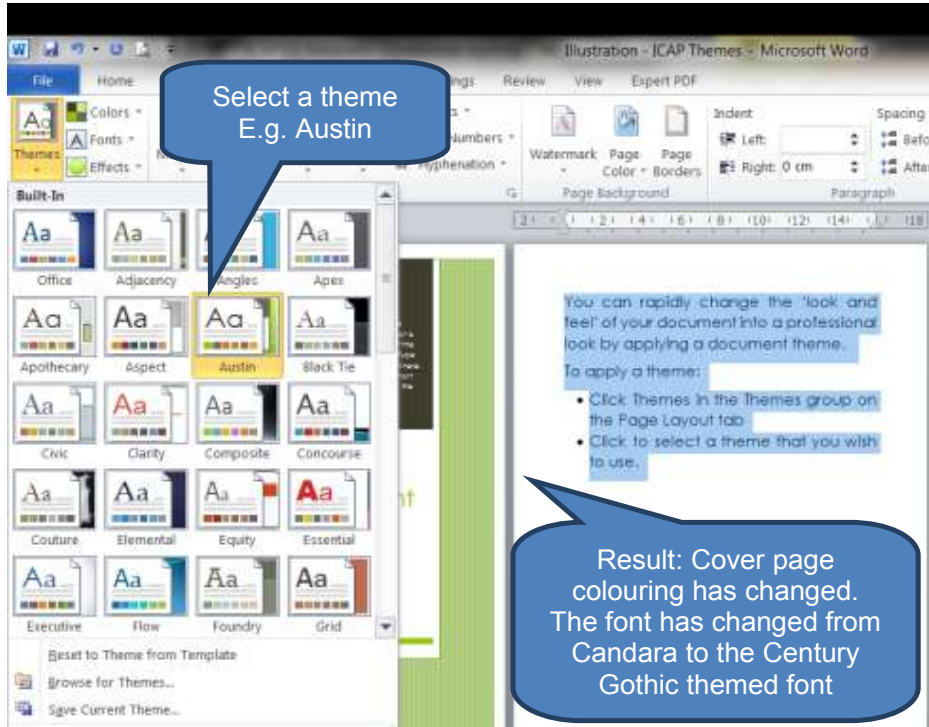 Illustration - JCAP Themes - Microsoft Word
File Home Review View Expert PDF
Select a theme
E.g. Austin
Themes
Colors
Fonts
Effects
Numbers
Hyphenation
Watermark
Page Color
Page Borders
Page Background
Indent
Left:
Right: 0 cm
Spacing
Paragraph
Built-In
Office Adjacency Angles Apex
Apothecary Aspect Austin Black Tie
Civic Clarity Composite Concourse
Couture Elemental Equity Essential
Executive Flow Foundry Grid
Reset to Theme from Template
Browse for Themes...
Save Current Theme...
You can rapidly change the 'look and
feel' of your document into a professional
look by applying a document theme.
To apply a theme:
• Click Themes in the Themes group on
the Page Layout tab
• Click to select a theme that you wish
to use.
Result: Cover page
colouring has changed.
The font has changed from
Candara to the Century
Gothic themed font